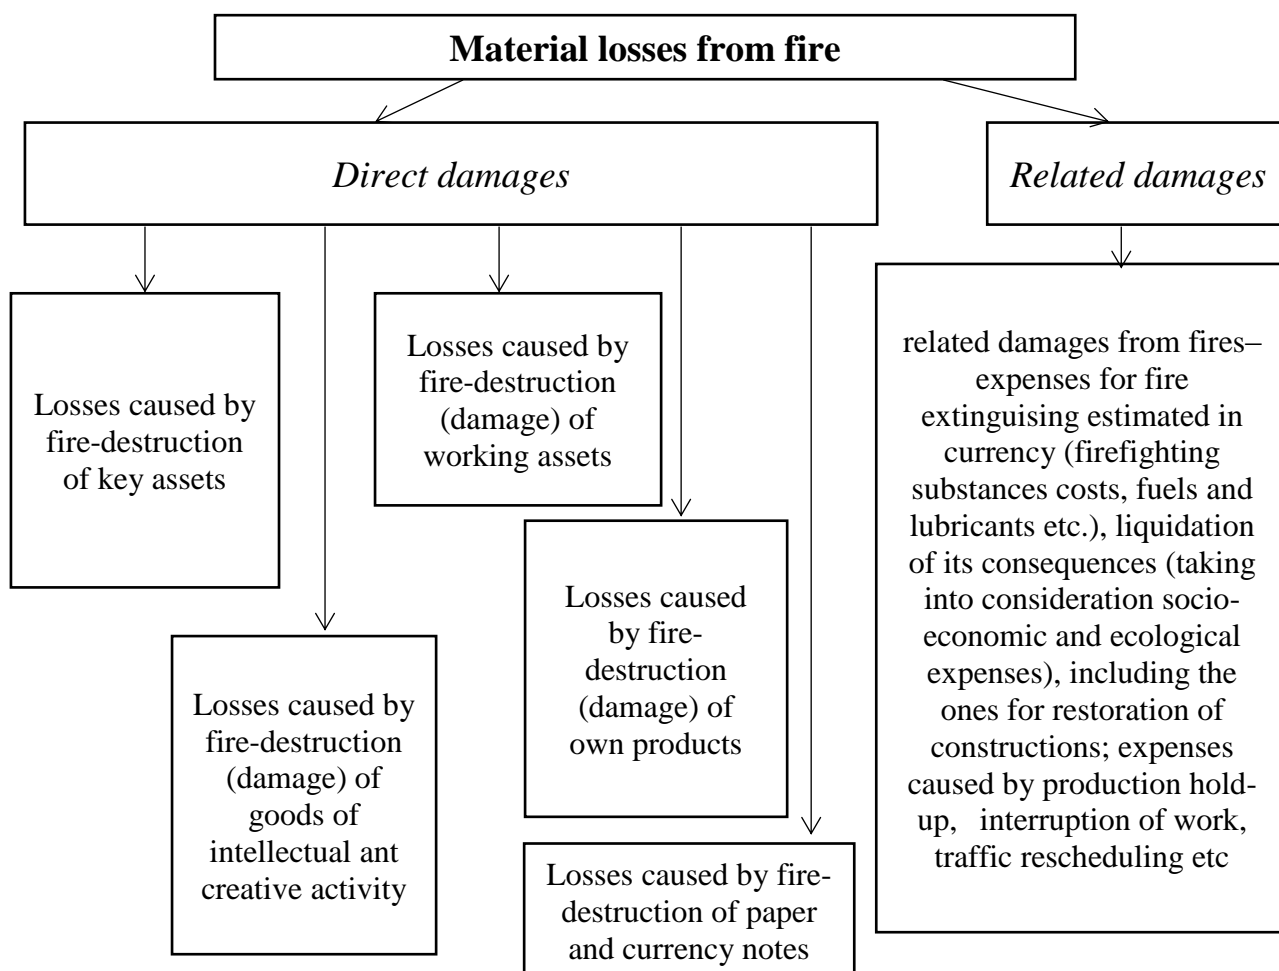 Material losses from fire
Direct damages
Related damages
Losses caused by
fire-destruction
of key assets
Losses caused by
fire-destruction
(damage) of
goods of
intellectual ant
creative activity
Losses caused by
fire-destruction
(damage) of
working assets
Losses caused
by fire-
destruction
(damage) of
own products
Losses caused by fire-
destruction of paper
and currency notes
related damages from fires–
expenses for fire
extinguising estimated in
currency (firefighting
substances costs, fuels and
lubricants etc.), liquidation
of its consequences (taking
into consideration socio-
economic and ecological
expenses), including the
ones for restoration of
constructions; expenses
caused by production hold-
up, interruption of work,
traffic rescheduling etc